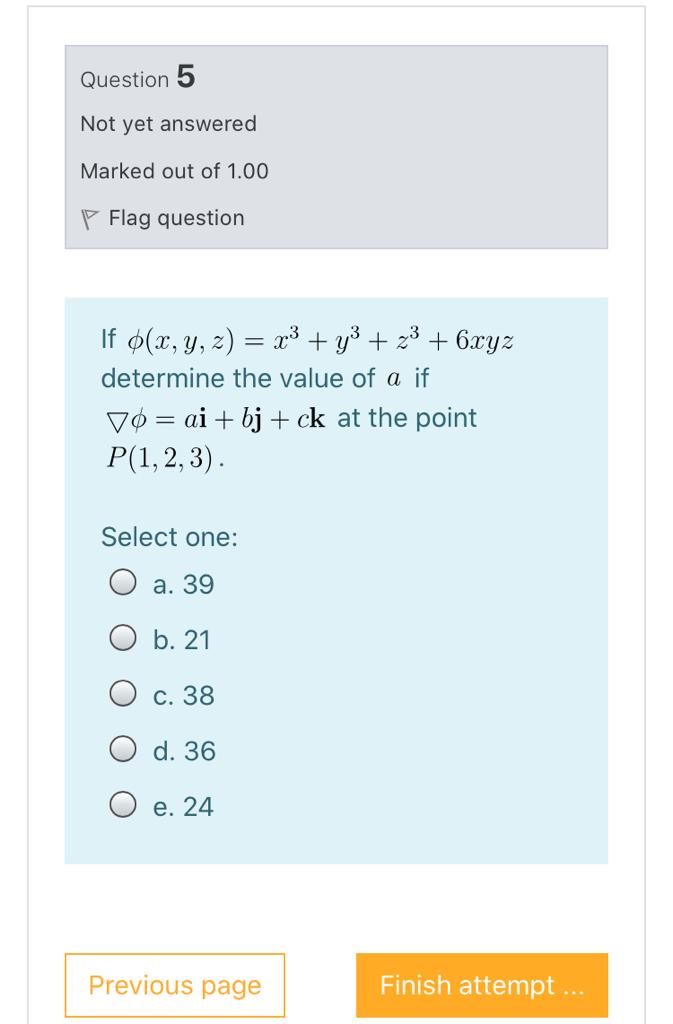 Question 5
Not yet answered
Marked out of 1.00
Flag question
If ϕ(x, y, z) = x³ + y³ + z³ + 6xyz
determine the value of a if
▽ϕ = ai + bj + ck at the point
P(1, 2, 3).
Select one:
a. 39
b. 21
c. 38
d. 36
e. 24
Previous page
Finish attempt ...